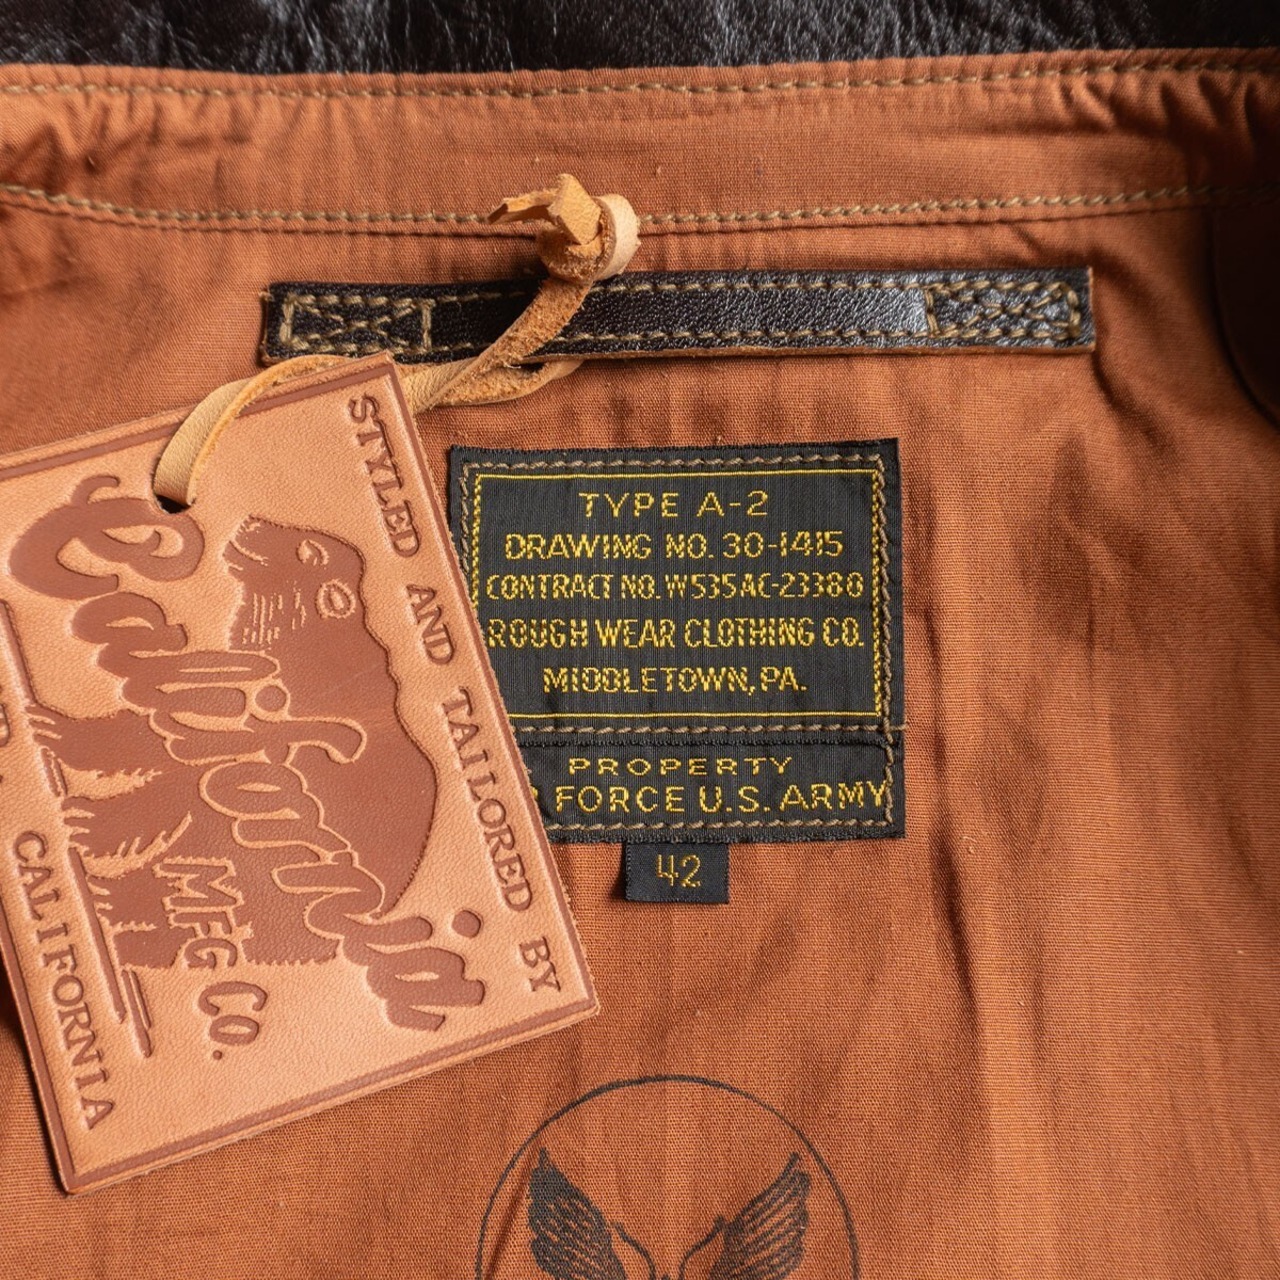 TYPE A-2
DRAWING NO. 30-1415
CONTRACT NO. W535AC-23380
ROUGH WEAR CLOTHING CO.
MIDDLETOWN, PA.
PROPERTY
FORCE U.S. ARMY
42
STYLED AND TAILORED BY
California
MFG Co.
CALIFORNIA